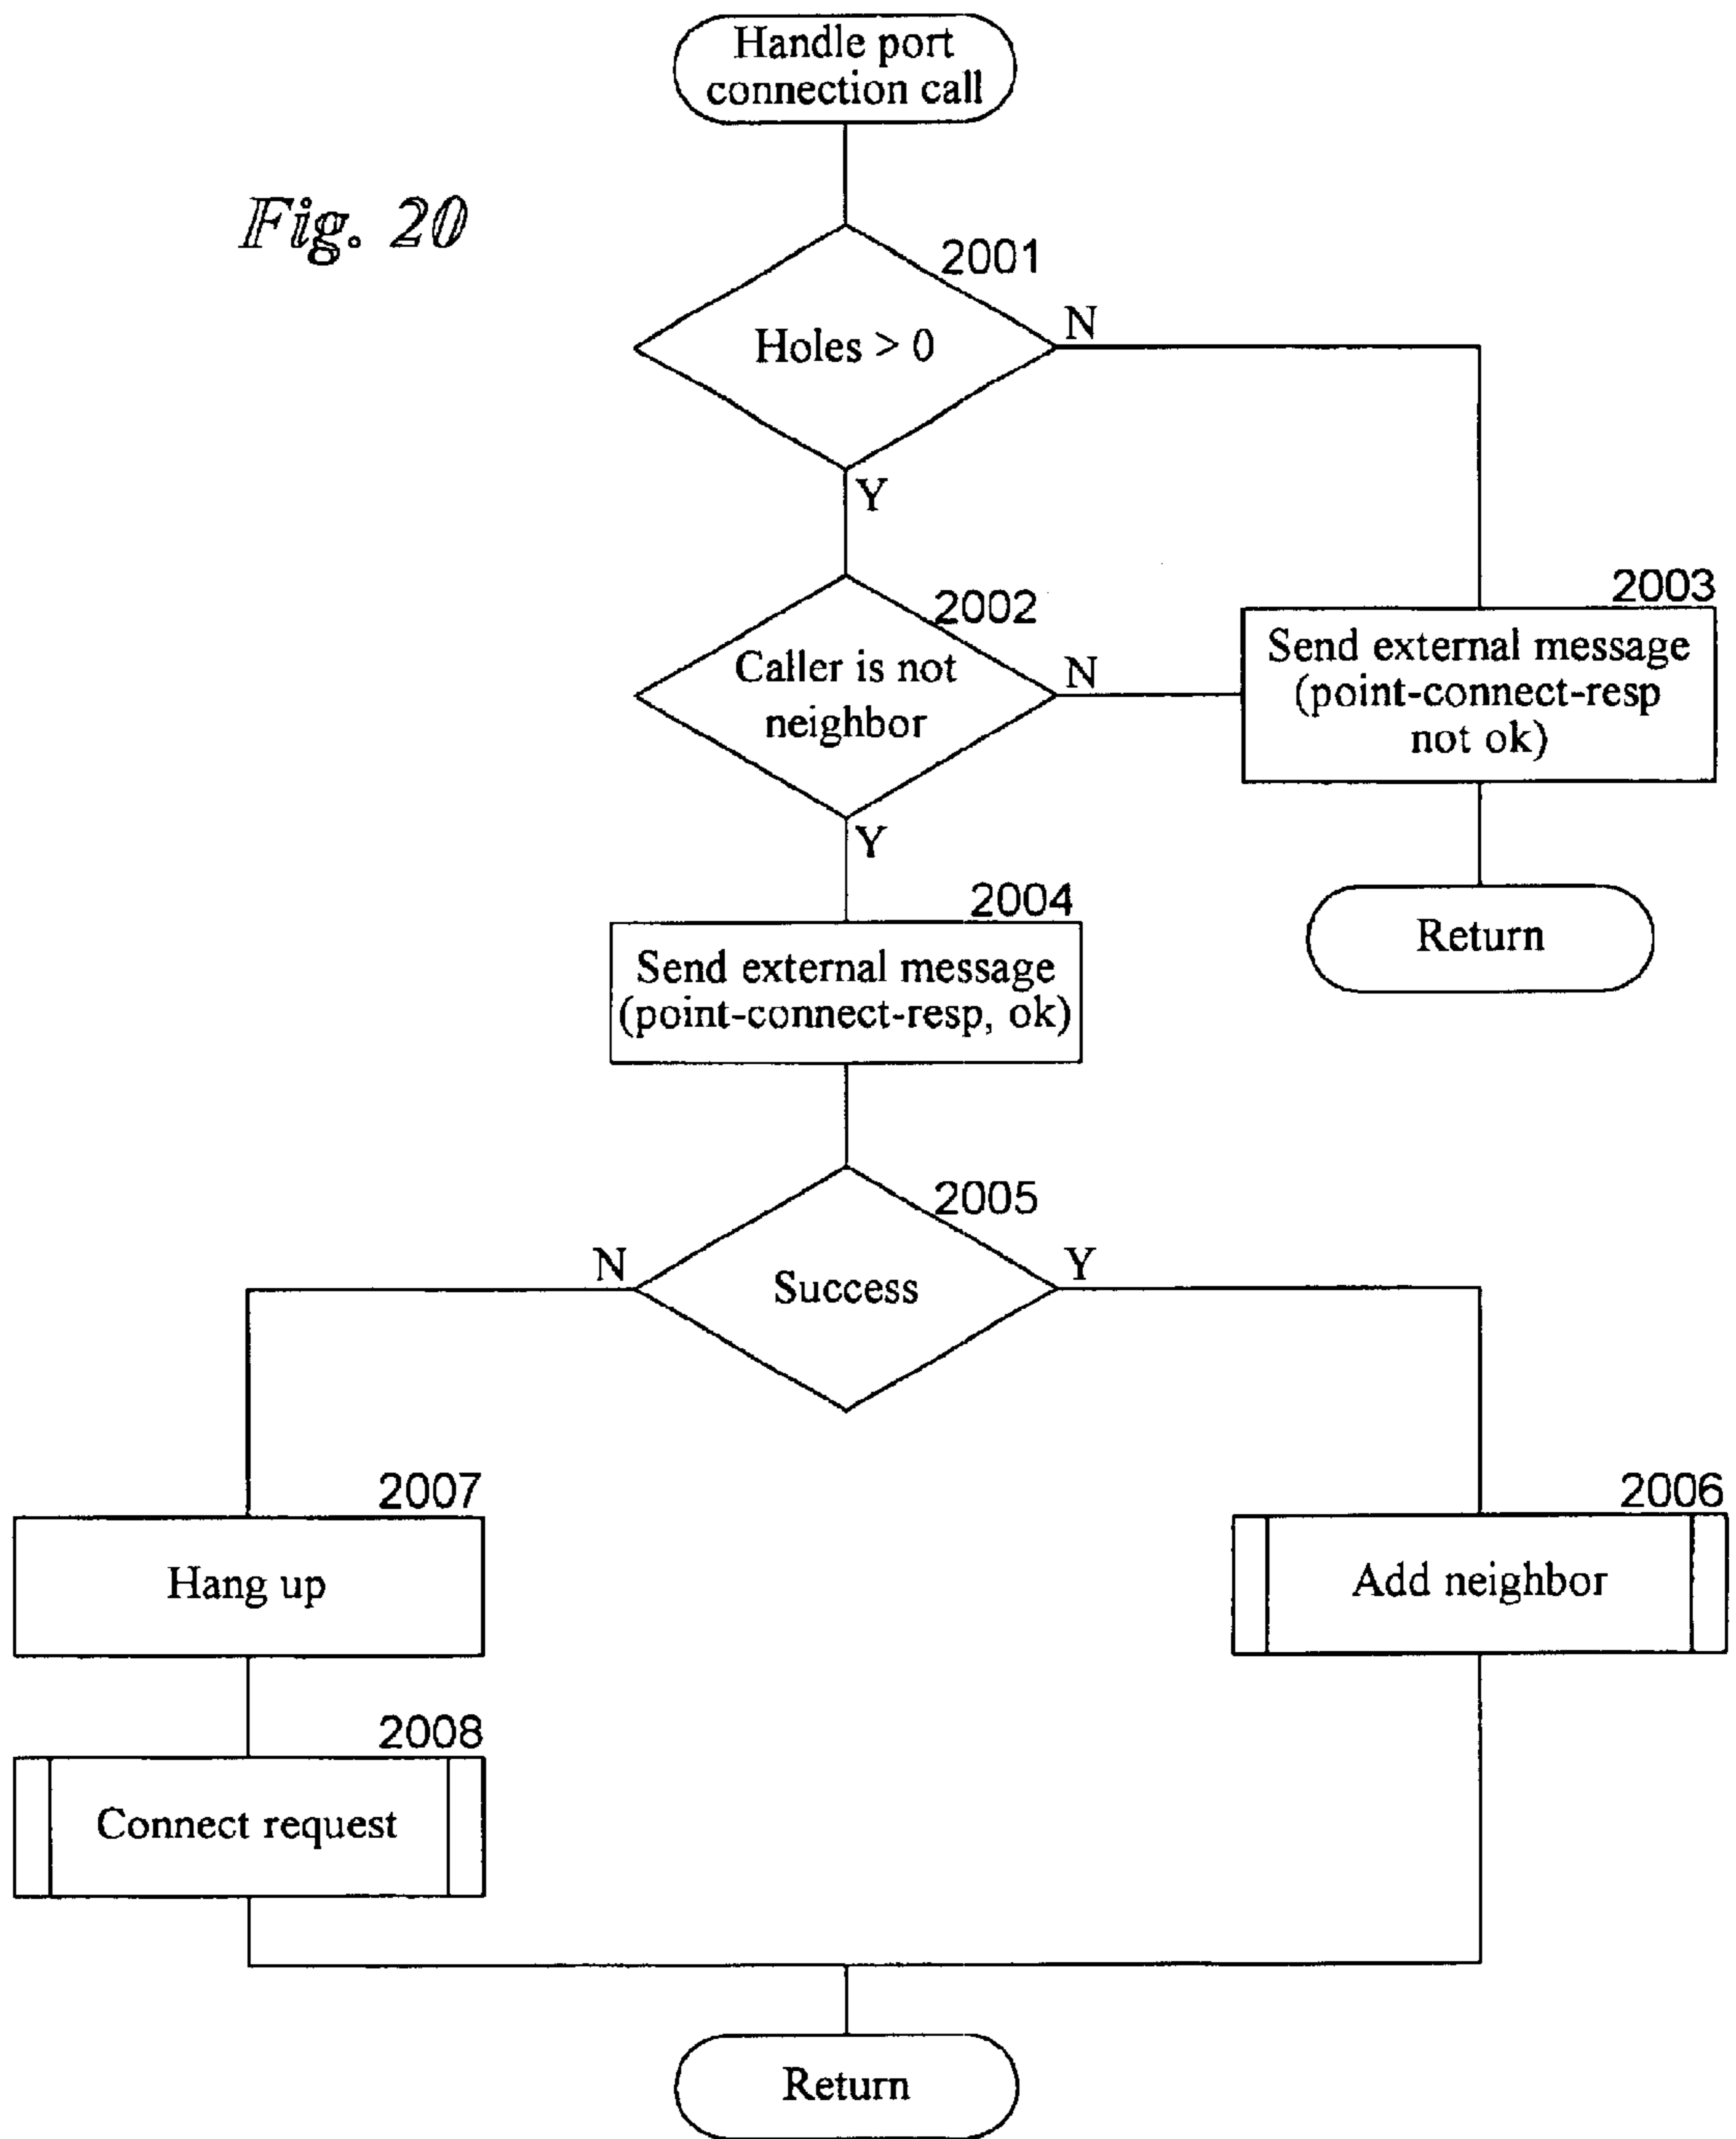 Handle port
connection call
Fig. 20
2001
Holes > 0
N
Y
2002
Caller is not
neighbor
N
Y
2003
Send external message
(point-connect-resp
not ok)
Return
2004
Send external message
(point-connect-resp, ok)
2005
Success
N
Y
2007
Hang up
2006
Add neighbor
2008
Connect request
Return